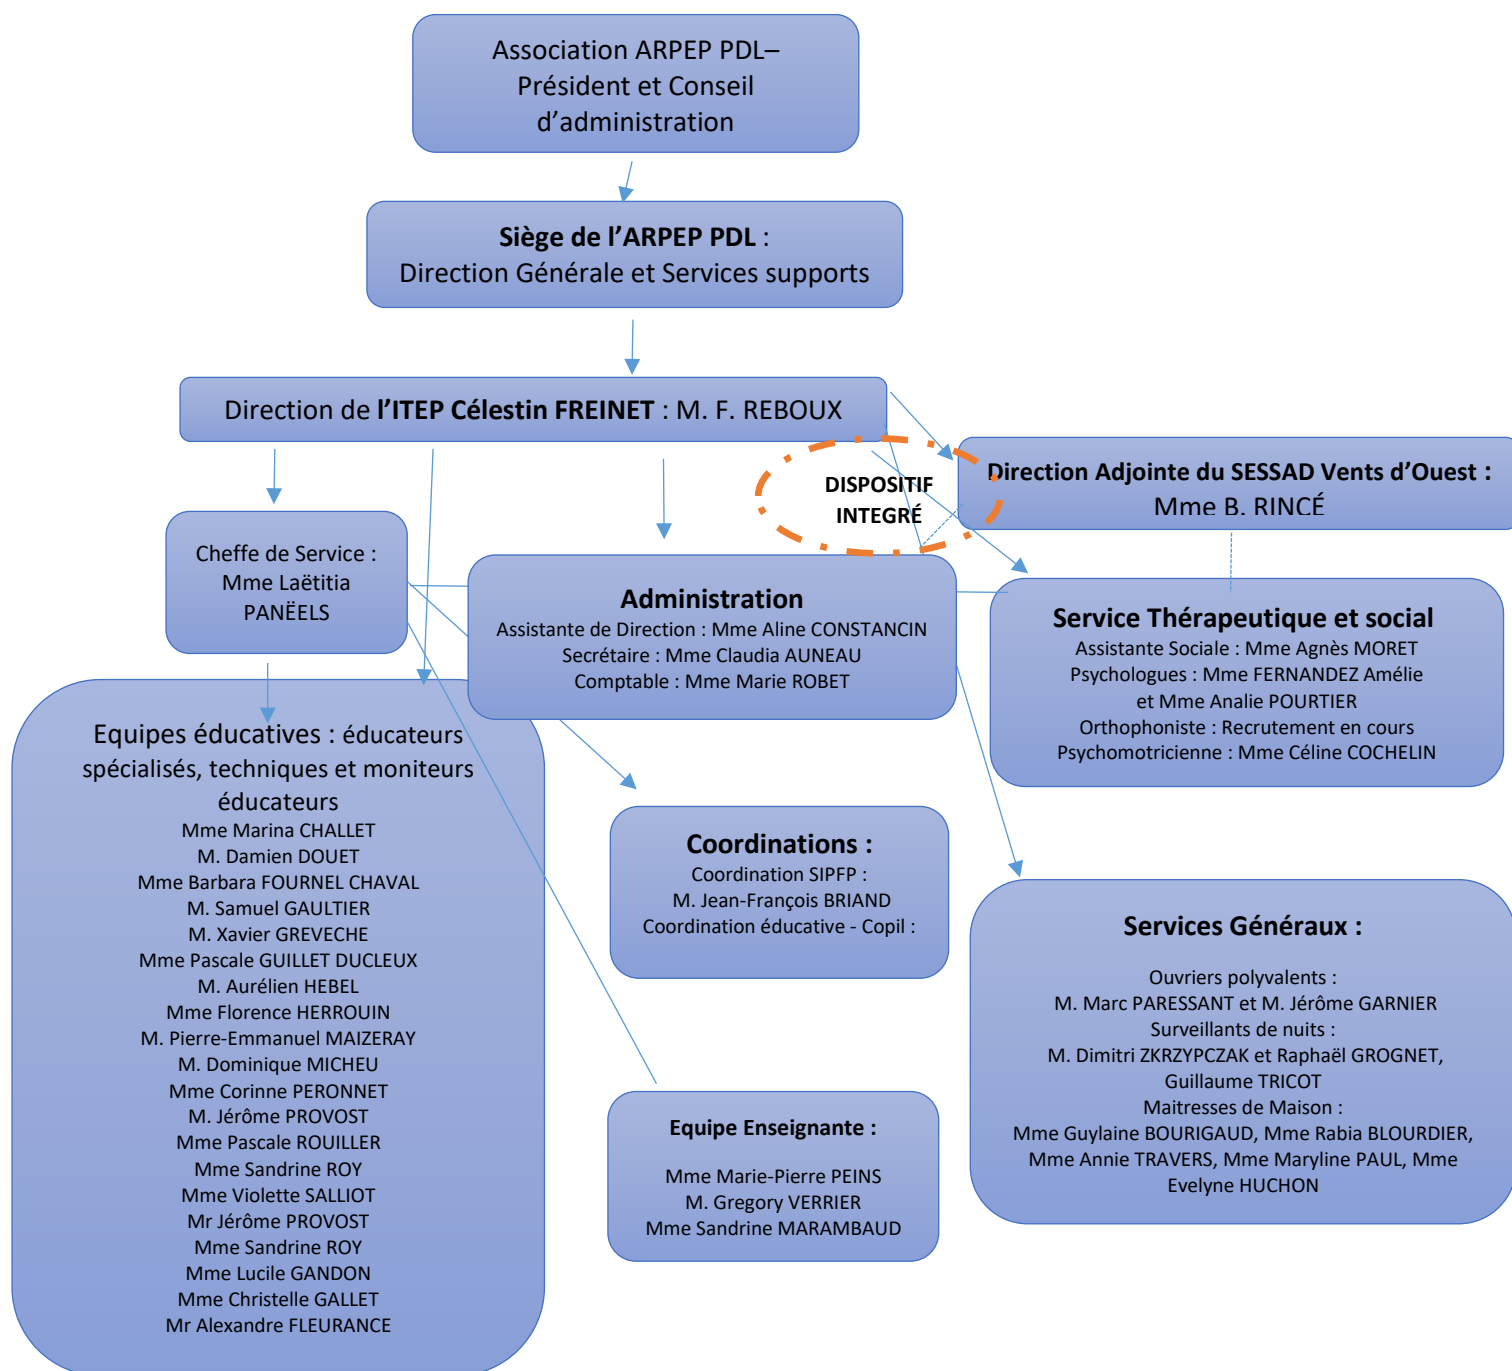 Association ARPEP PDL–
Président et Conseil
d’administration
Siège de l’ARPEP PDL :
Direction Générale et Services supports
Direction de l’ITEP Célestin FREINET : M. F. REBOUX
DISPOSITIF
INTEGRÉ
Direction Adjointe du SESSAD Vents d’Ouest :
Mme B. RINCÉ
Cheffe de Service :
Mme Laëtitia
PANËELS
Administration
Assistante de Direction : Mme Aline CONSTANCIN
Secrétaire : Mme Claudia AUNEAU
Comptable : Mme Marie ROBET
Service Thérapeutique et social
Assistante Sociale : Mme Agnès MORET
Psychologues : Mme FERNANDEZ Amélie
et Mme Analie POURTIER
Orthophoniste : Recrutement en cours
Psychomotricienne : Mme Céline COCHELIN
Equipes éducatives : éducateurs
spécialisés, techniques et moniteurs
éducateurs
Mme Marina CHALLET
M. Damien DOUET
Mme Barbara FOURNEL CHAVAL
M. Samuel GAULTIER
M. Xavier GREVECHE
Mme Pascale GUILLET DUCLEUX
M. Aurélien HEBEL
Mme Florence HERROUIN
M. Pierre-Emmanuel MAIZERAY
M. Dominique MICHEU
Mme Corinne PERONNET
M. Jérôme PROVOST
Mme Pascale ROUILLER
Mme Sandrine ROY
Mme Violette SALLIOT
Mr Jérôme PROVOST
Mme Sandrine ROY
Mme Lucile GANDON
Mme Christelle GALLET
Mr Alexandre FLEURANCE
Coordinations :
Coordination SIPFP :
M. Jean-François BRIAND
Coordination éducative - Copil :
Equipe Enseignante :
Mme Marie-Pierre PEINS
M. Gregory VERRIER
Mme Sandrine MARAMBAUD
Services Généraux :
Ouvriers polyvalents :
M. Marc PARESSANT et M. Jérôme GARNIER
Surveillants de nuits :
M. Dimitri ZKRZYPCZAK et Raphaël GROGNET,
Guillaume TRICOT
Maitresses de Maison :
Mme Guylaine BOURIGAUD, Mme Rabia BLOURDIER,
Mme Annie TRAVERS, Mme Maryline PAUL, Mme
Evelyne HUCHON